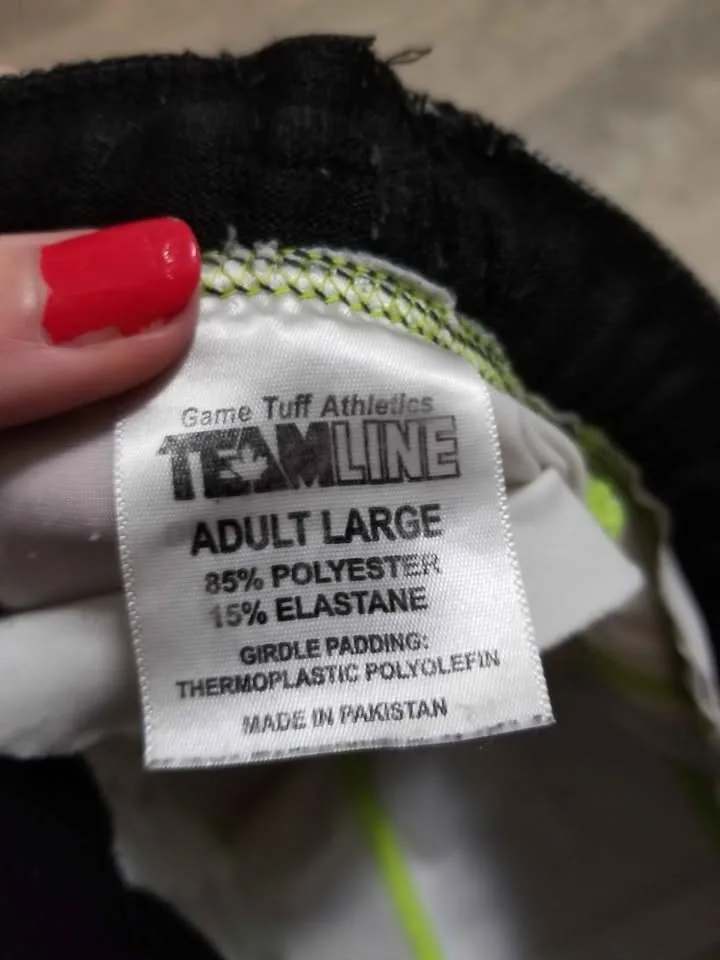 Game Tuff Athletics
TEAMLINE
ADULT LARGE
85% POLYESTER
15% ELASTANE
GIRDLE PADDING:
THERMOPLASTIC POLYOLEFIN
MADE IN PAKISTAN